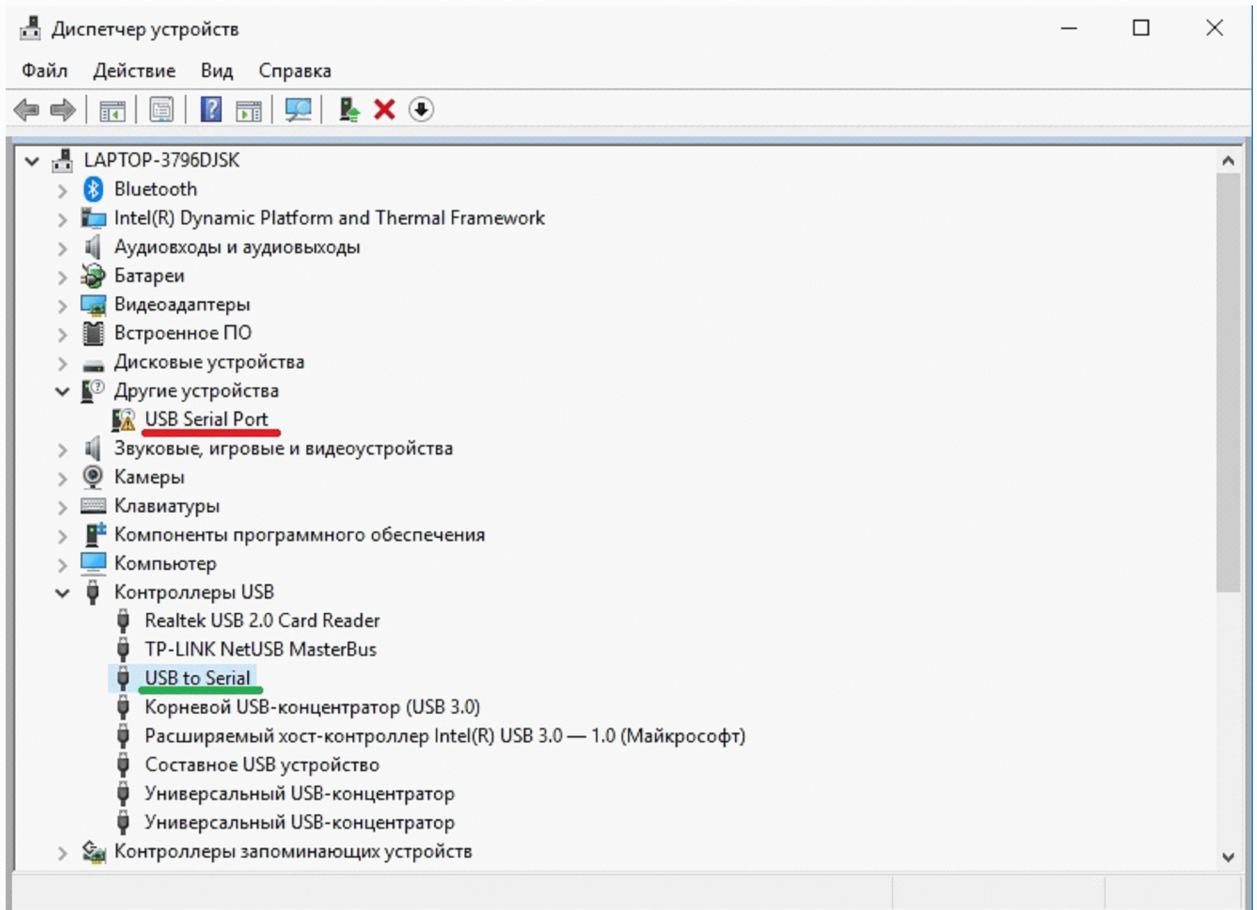 Диспетчер устройств
Файл Действие Вид Справка
LAPTOP-3796DJSK
Bluetooth
Intel(R) Dynamic Platform and Thermal Framework
Аудиовходы и аудиовыходы
Батареи
Видеоадаптеры
Встроенное ПО
Дисковые устройства
Другие устройства
USB Serial Port
Звуковые, игровые и видеоустройства
Камеры
Клавиатуры
Компоненты программного обеспечения
Компьютер
Контроллеры USB
Realtek USB 2.0 Card Reader
TP-LINK NetUSB MasterBus
USB to Serial
Корневой USB-концентратор (USB 3.0)
Расширяемый хост-контроллер Intel(R) USB 3.0 — 1.0 (Майкрософт)
Составное USB устройство
Универсальный USB-концентратор
Универсальный USB-концентратор
Контроллеры запоминающих устройств